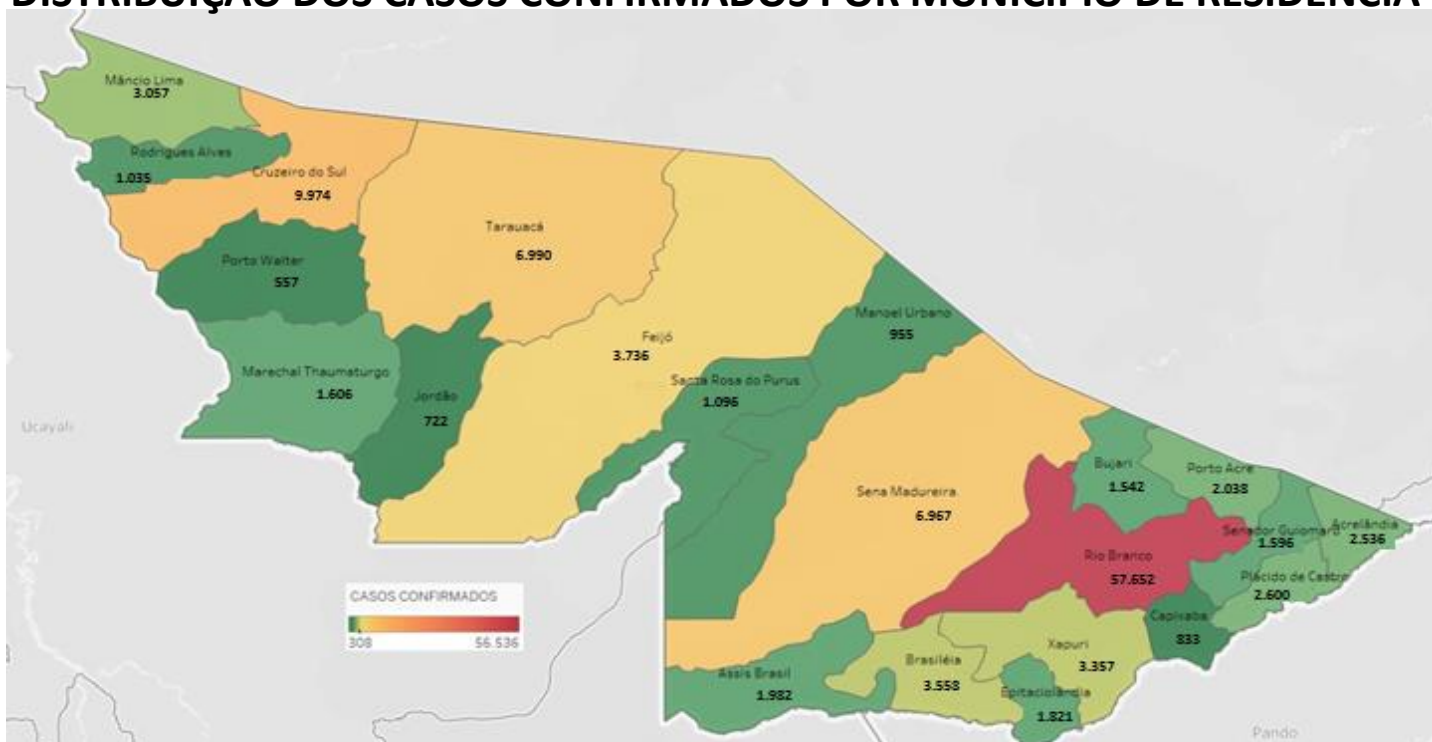 DISTRIBUIÇÃO DOS CASOS CONFIRMADOS POR MUNICÍPIO DE RESIDÊNCIA
Mâncio Lima
3.057
Rodrigues Alves
1.035
Cruzeiro do Sul
9.974
Tarauacá
6.990
Porto Walter
557
Marechal Thaumaturgo
1.606
Jordão
722
Feijó
3.736
Manoel Urbano
955
Santa Rosa do Purus
1.096
Ucayali
Sena Madureira
6.967
Bujari
1.542
Porto Acre
2.038
Senador Guiomard
1.596
Acrelândia
2.536
Rio Branco
57.652
Plácido de Castro
2.600
Capixaba
833
Xapuri
3.357
Brasiléia
3.558
Assis Brasil
1.982
Epitaciolândia
1.821
Pando
CASOS CONFIRMADOS
308 56.536